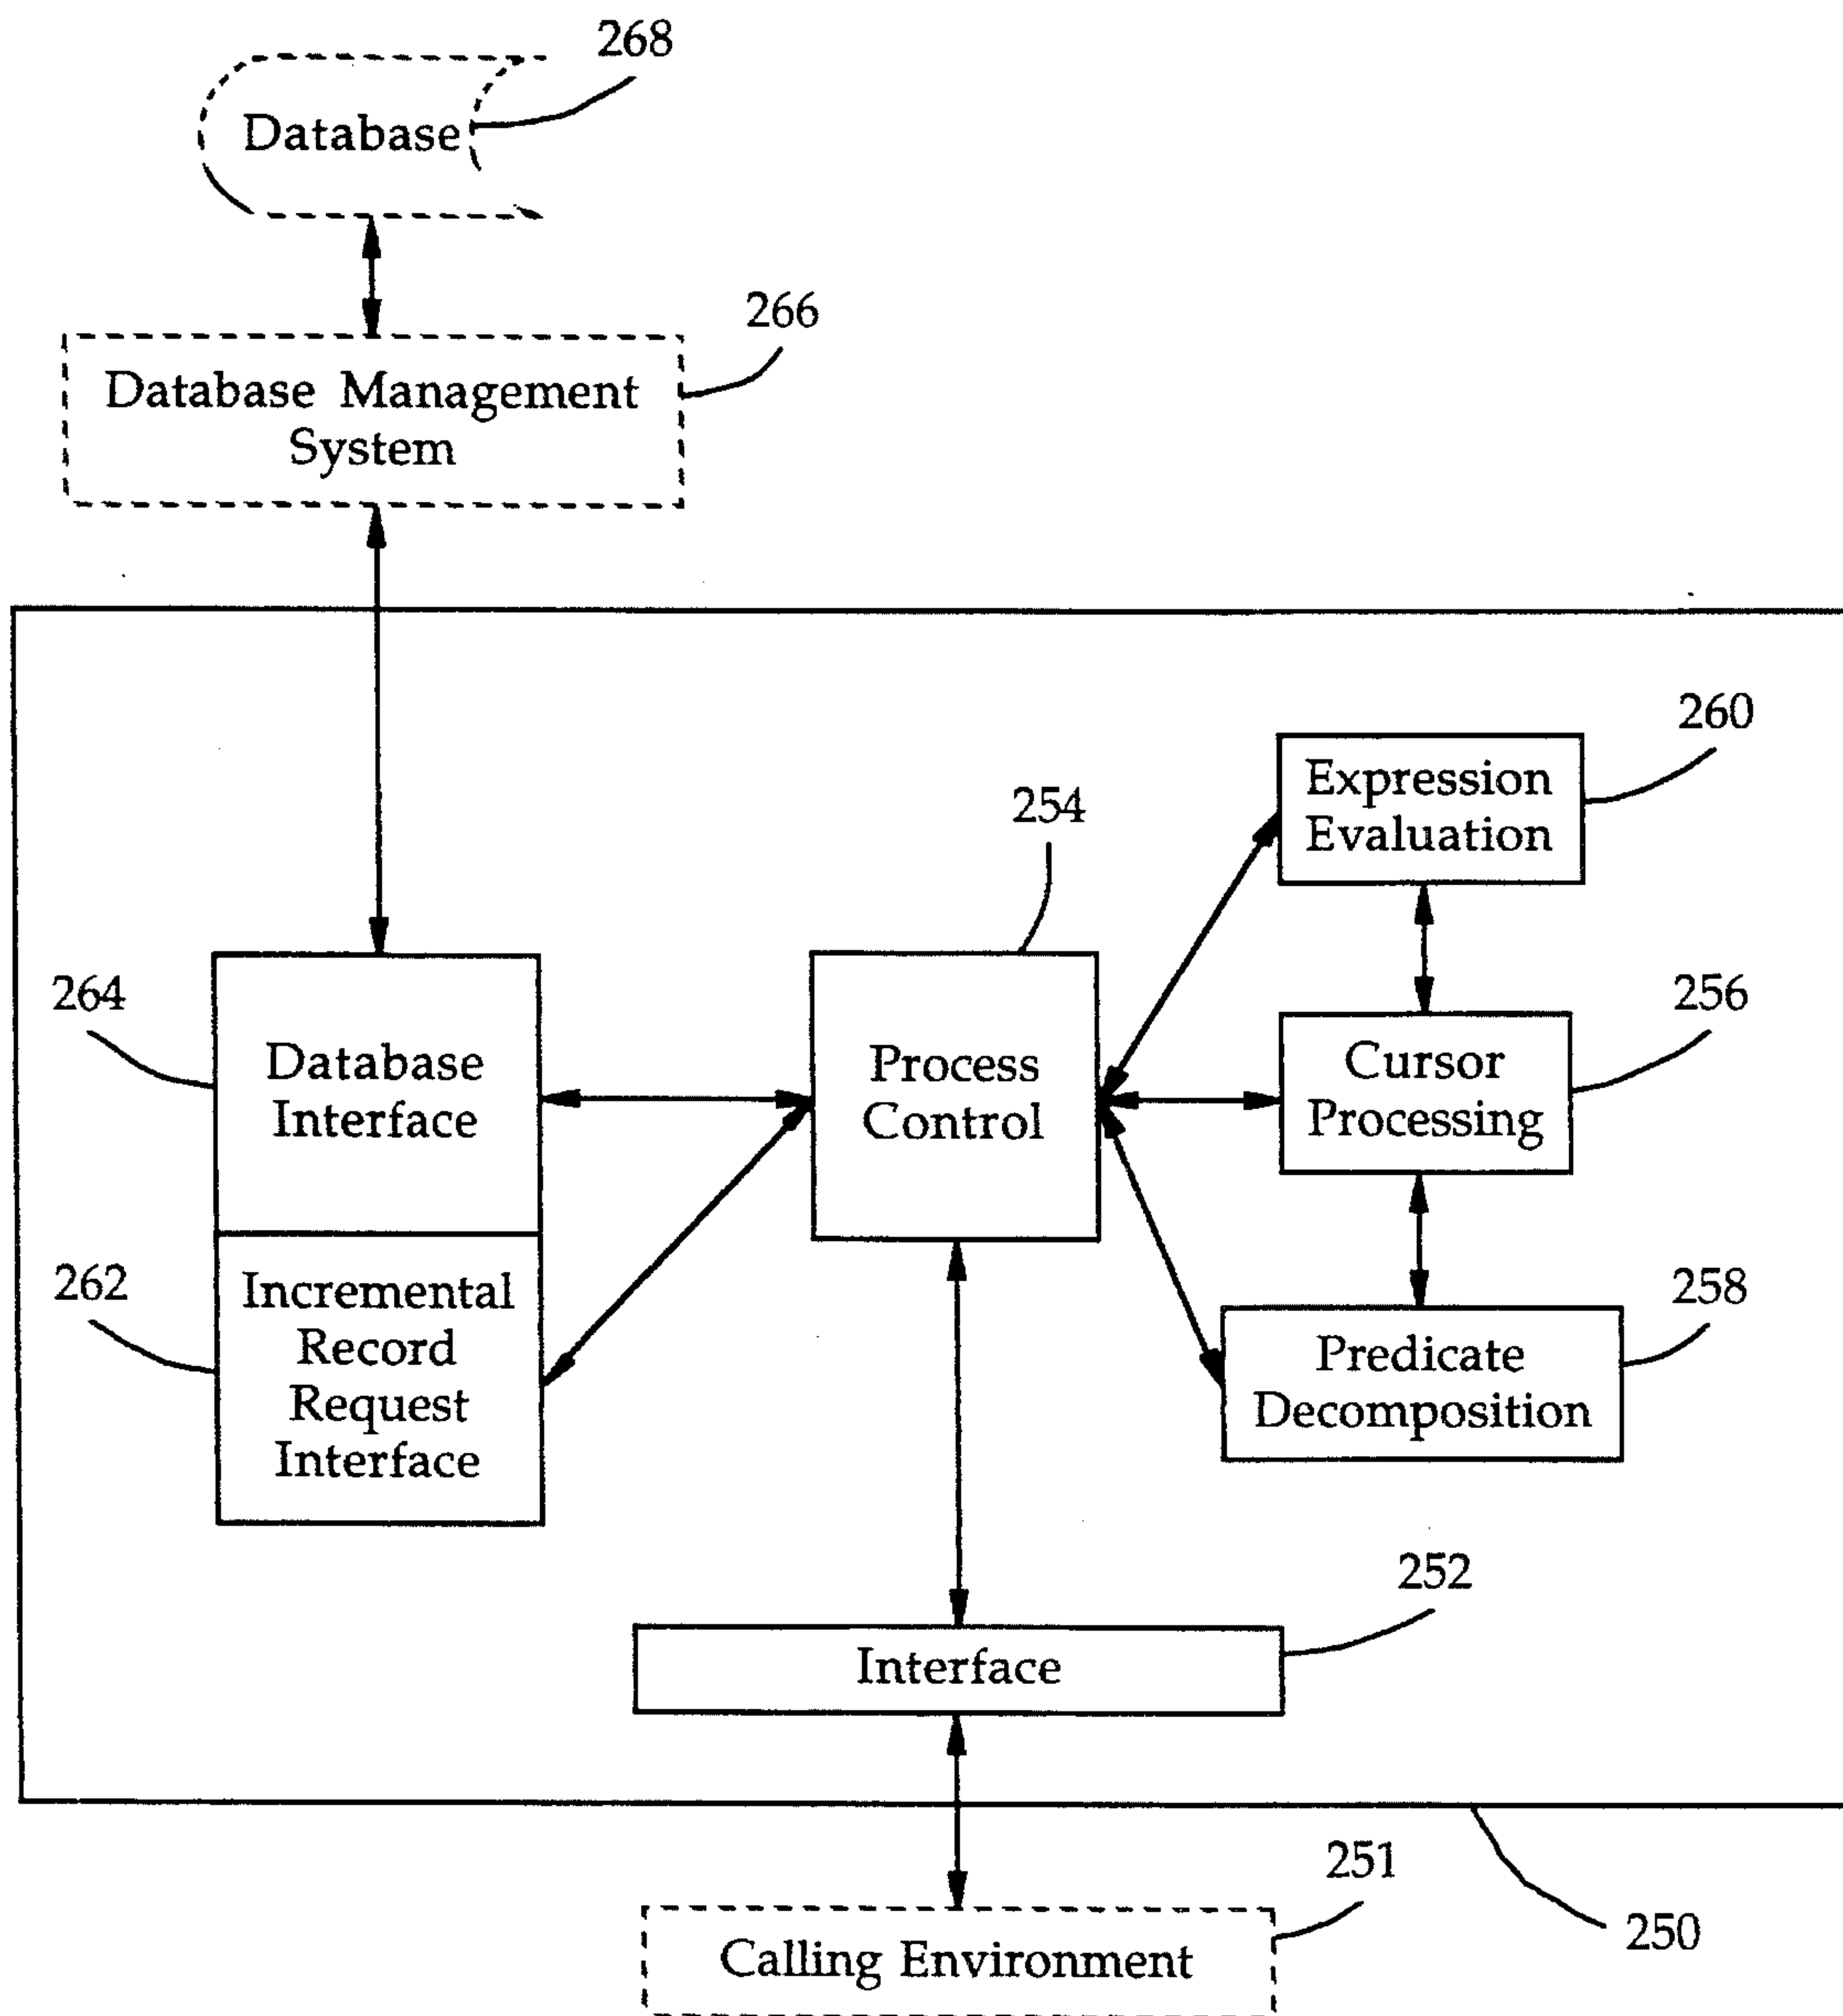 268
Database
266
Database Management
System
260
Expression
Evaluation
254
264
256
Database
Interface
Process
Control
Cursor
Processing
262
258
Incremental
Record
Request
Interface
Predicate
Decomposition
252
Interface
251
250
Calling Environment